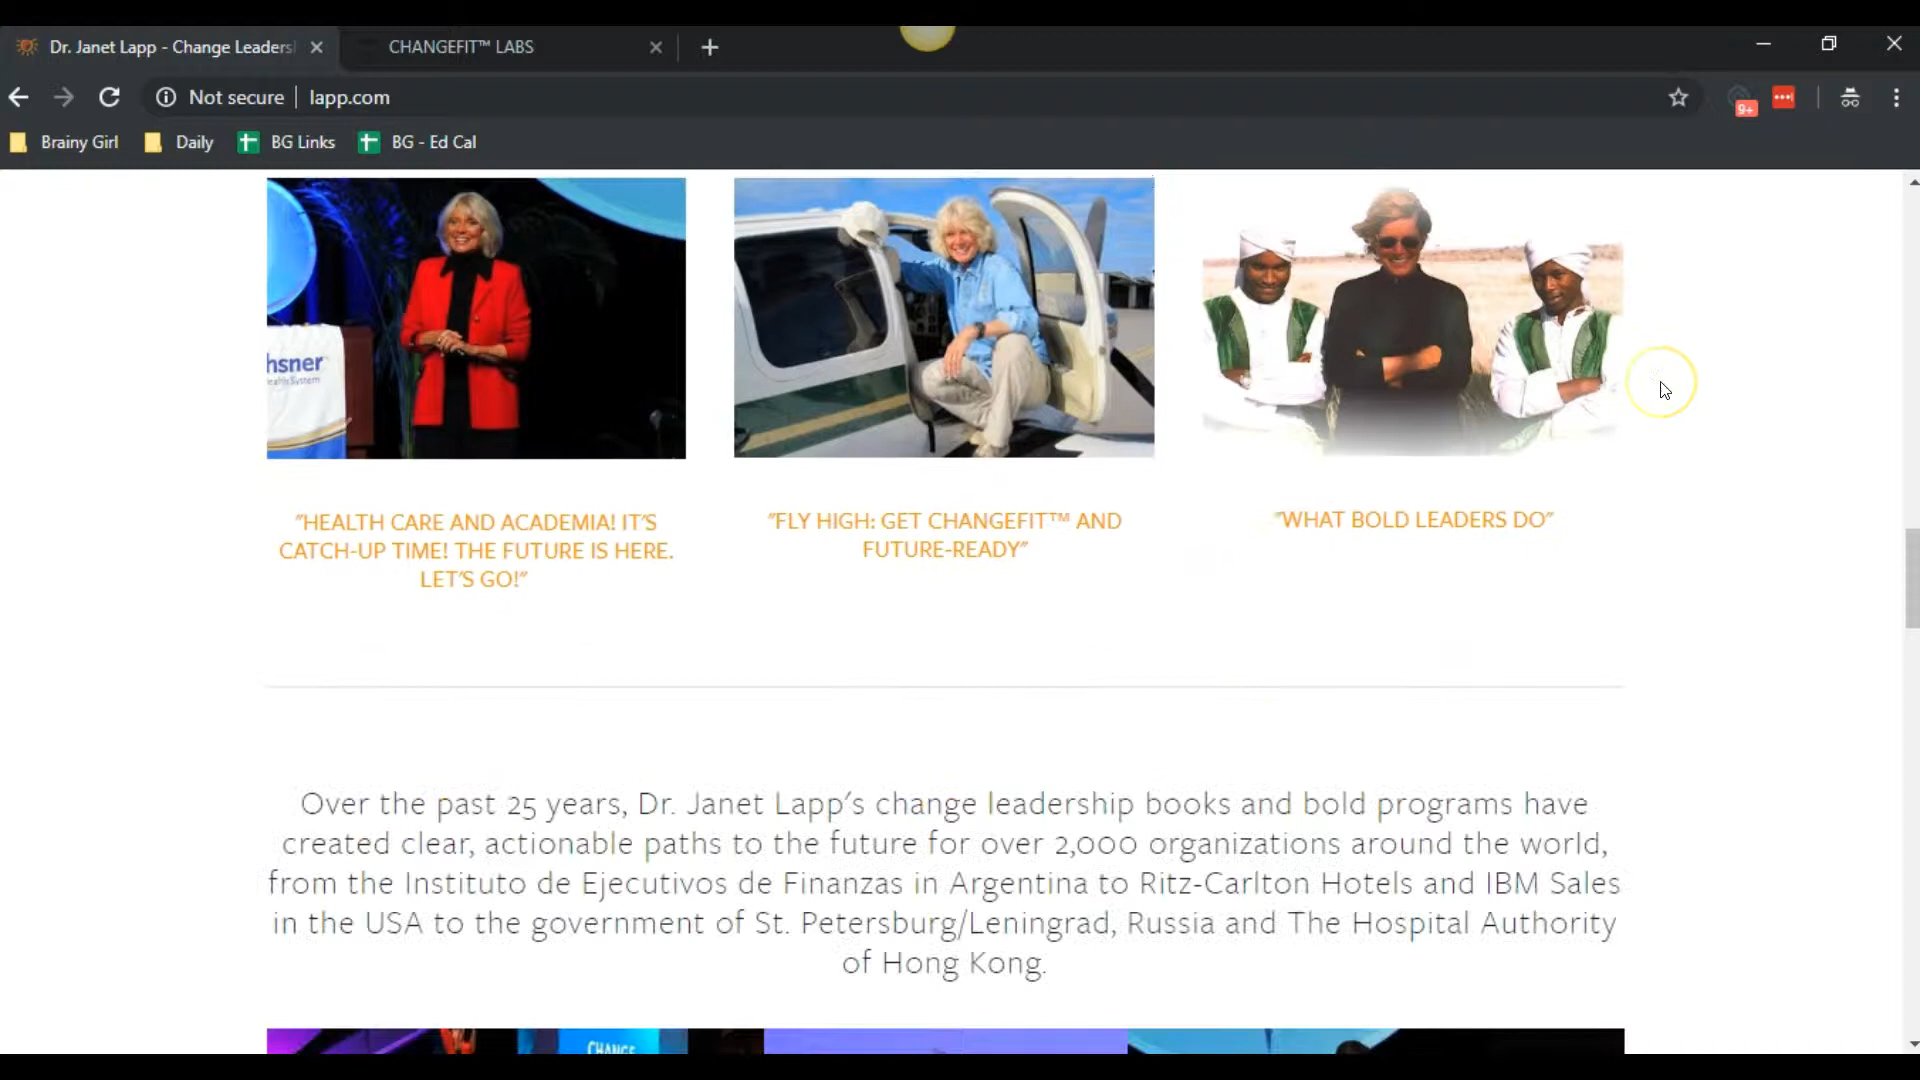 Dr. Janet Lapp - Change Leaders
CHANGEFIT™ LABS
Not secure
lapp.com
9+
Brainy Girl
Daily
BG Links
BG - Ed Cal
hsner
Health System
"HEALTH CARE AND ACADEMIA! IT'S
CATCH-UP TIME! THE FUTURE IS HERE.
LET'S GO!"
"FLY HIGH: GET CHANGEFIT™ AND
FUTURE-READY"
"WHAT BOLD LEADERS DO"
Over the past 25 years, Dr. Janet Lapp's change leadership books and bold programs have
created clear, actionable paths to the future for over 2,000 organizations around the world,
from the Instituto de Ejecutivos de Finanzas in Argentina to Ritz-Carlton Hotels and IBM Sales
in the USA to the government of St. Petersburg/Leningrad, Russia and The Hospital Authority
of Hong Kong.
CHANGE